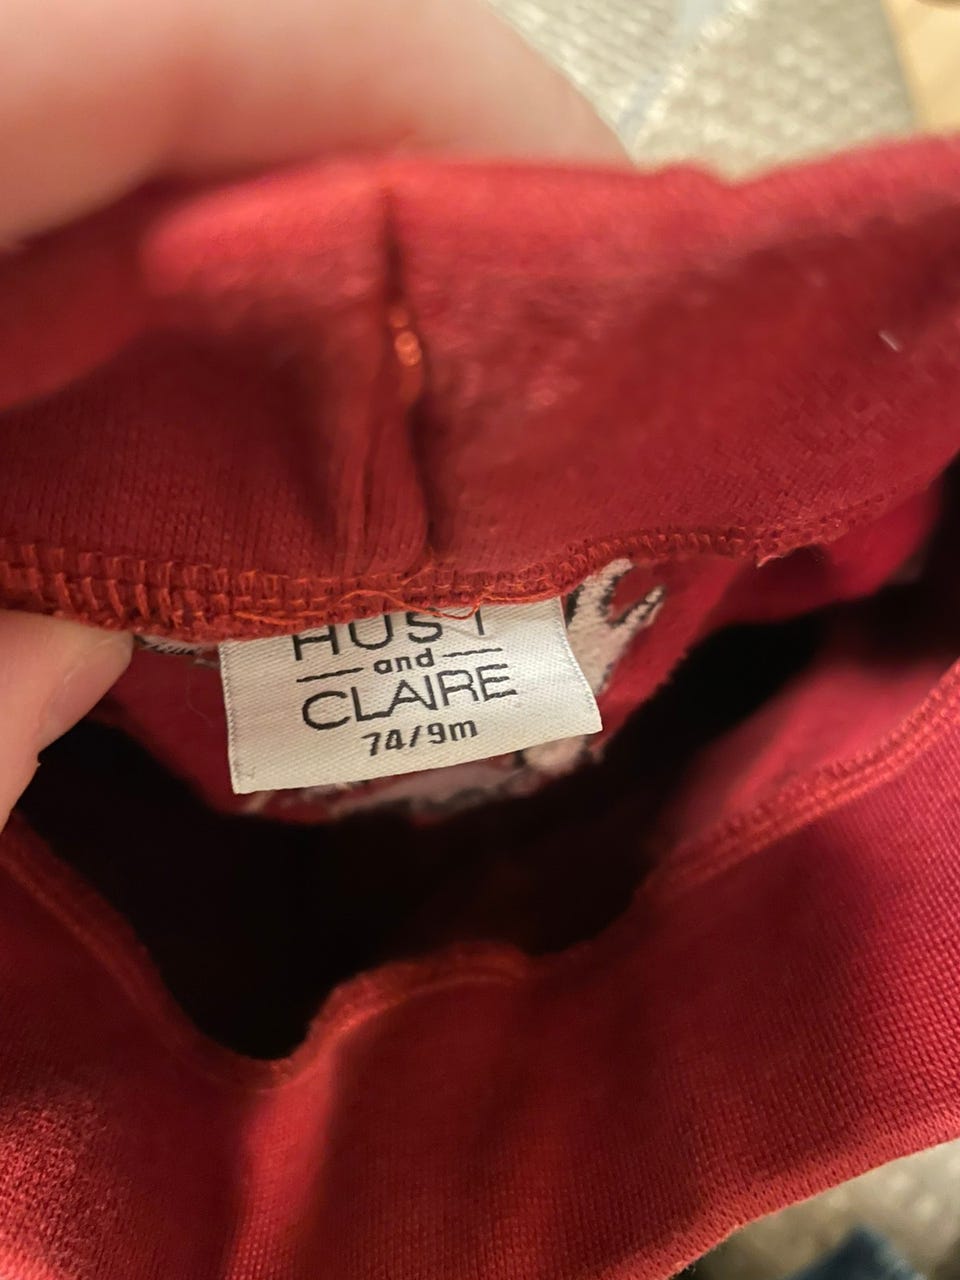 HUST
and
CLAIRE
74/9m